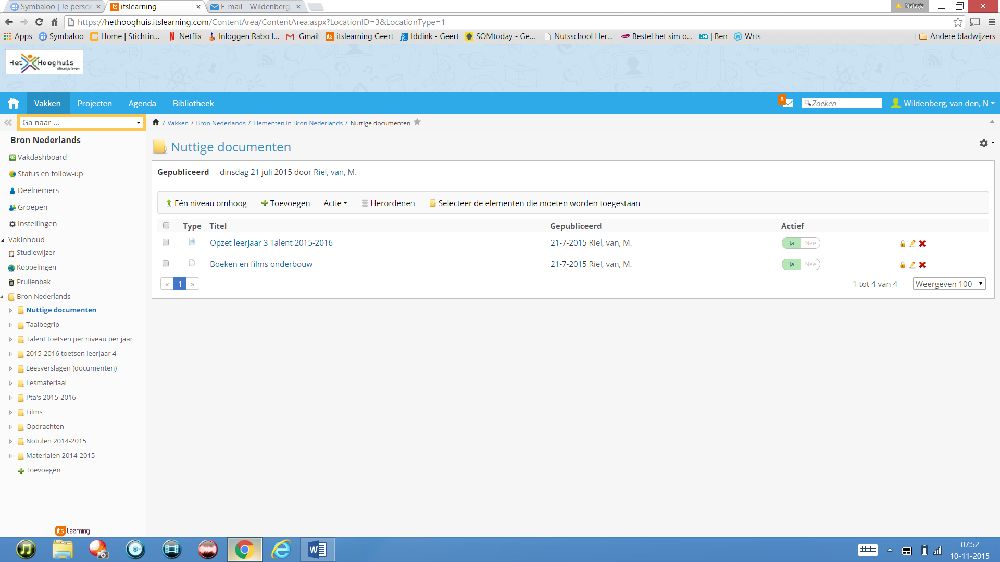 Symbaloo | Je persoo
itslearning
E-mail - Wildenberg,
Natasja
https://hethooghuis.itslearning.com/ContentArea/ContentArea.aspx?LocationID=3&LocationType=1
Apps Symbaloo Home | Stichtin... Netflix Inloggen Rabo I... Gmail itslearning Geert Iddink - Geert SOMtoday - Ge... Nutsschool Her... Bestel het sim o... Ben | Ben Wrts Andere bladwijzers
Het Hooghuis
Kleurt je leven
Vakken Projecten Agenda Bibliotheek 8 Zoeken Wildenberg, van den, N
Ga naar ...
/ Vakken / Bron Nederlands / Elementen in Bron Nederlands / Nuttige documenten
Bron Nederlands
Vakdashboard
Status en follow-up
Deelnemers
Groepen
Instellingen
Vakinhoud
Studiewijzer
Koppelingen
Prullenbak
Bron Nederlands
Nuttige documenten
Taalbegrip
Talent toetsen per niveau per jaar
2015-2016 toetsen leerjaar 4
Leesverslagen (documenten)
Lesmateriaal
Pta's 2015-2016
Films
Opdrachten
Notulen 2014-2015
Materialen 2014-2015
Toevoegen
its Learning
Nuttige documenten
Gepubliceerd dinsdag 21 juli 2015 door Riel, van, M.
Eén niveau omhoog Toevoegen Actie Herordenen Selecteer de elementen die moeten worden toegestaan
Type Titel Gepubliceerd Actief
Opzet leerjaar 3 Talent 2015-2016 21-7-2015 Riel, van, M. Ja Nee
Boeken en films onderbouw 21-7-2015 Riel, van, M. Ja Nee
« 1 » 1 tot 4 van 4 Weergeven 100
07:52
10-11-2015